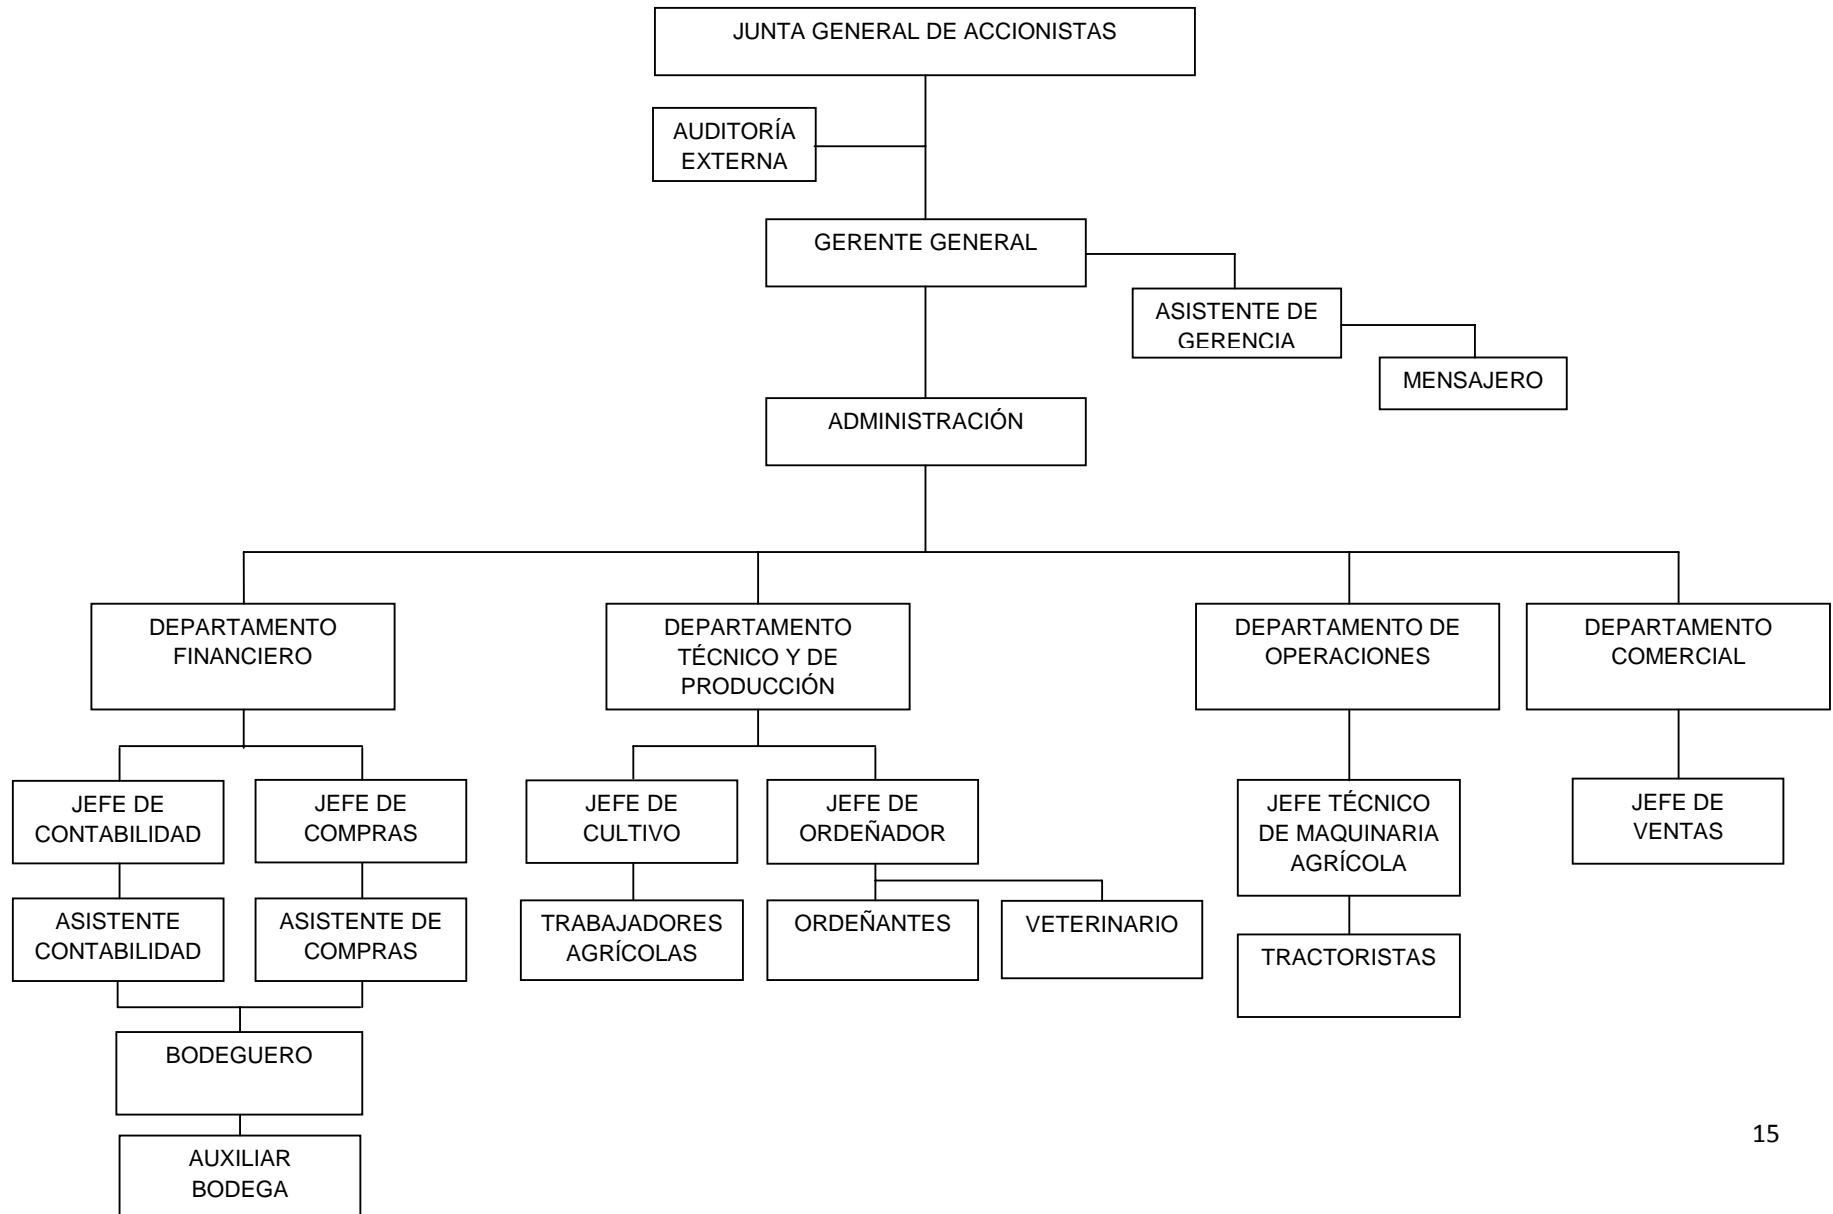 JUNTA GENERAL DE ACCIONISTAS
AUDITORÍA
EXTERNA
GERENTE GENERAL
ASISTENTE DE
GERENCIA
MENSAJERO
ADMINISTRACIÓN
DEPARTAMENTO
FINANCIERO
DEPARTAMENTO
TÉCNICO Y DE
PRODUCCIÓN
DEPARTAMENTO DE
OPERACIONES
DEPARTAMENTO
COMERCIAL
JEFE DE
CONTABILIDAD
JEFE DE
COMPRAS
JEFE DE
CULTIVO
JEFE DE
ORDEÑADOR
JEFE TÉCNICO
DE MAQUINARIA
AGRÍCOLA
JEFE DE
VENTAS
ASISTENTE
CONTABILIDAD
ASISTENTE DE
COMPRAS
TRABAJADORES
AGRÍCOLAS
ORDEÑANTES
VETERINARIO
TRACTORISTAS
BODEGUERO
AUXILIAR
BODEGA
15